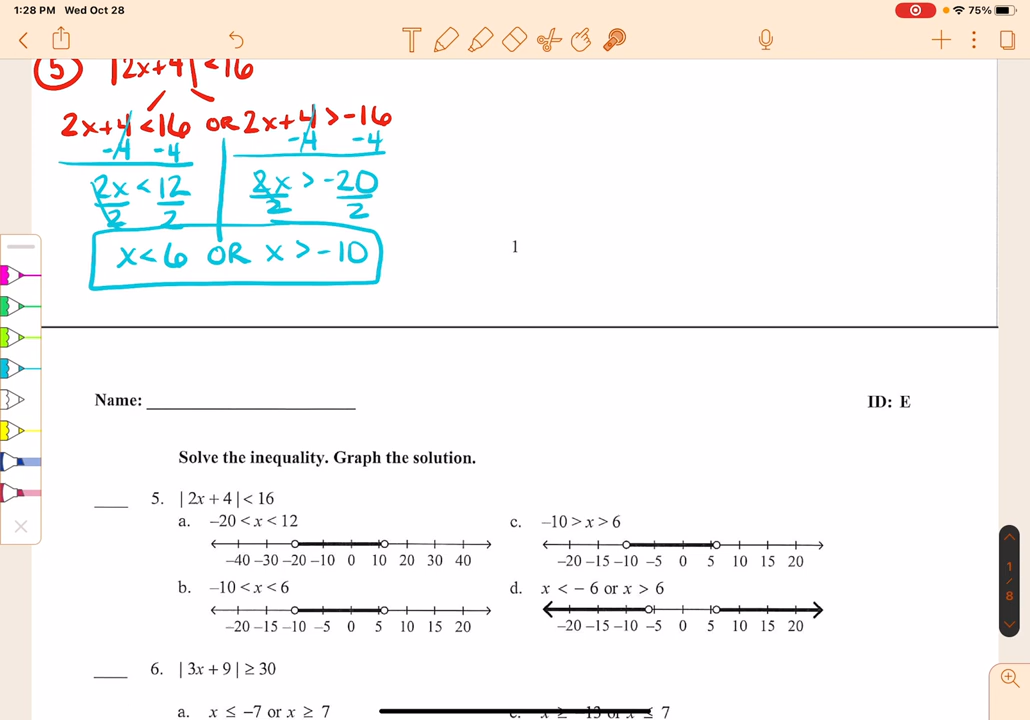 1:28 PM Wed Oct 28 75%
5 |2x+4| < 16
2x+4 < 16 OR 2x+4 > -16
-4 -4 -4 -4
2x < 12 2x > -20
2 2 2 2
x < 6 OR x > -10
1
Name: ID: E
Solve the inequality. Graph the solution.
5. | 2x + 4 | < 16
a. –20 < x < 12
–40 –30 –20 –10 0 10 20 30 40
b. –10 < x < 6
–20 –15 –10 –5 0 5 10 15 20
c. –10 > x > 6
–20 –15 –10 –5 0 5 10 15 20
d. x < – 6 or x > 6
–20 –15 –10 –5 0 5 10 15 20
6. | 3x + 9 | ≥ 30
a. x ≤ –7 or x ≥ 7
c. x ≥ –13 or x ≤ 7
1
/
8